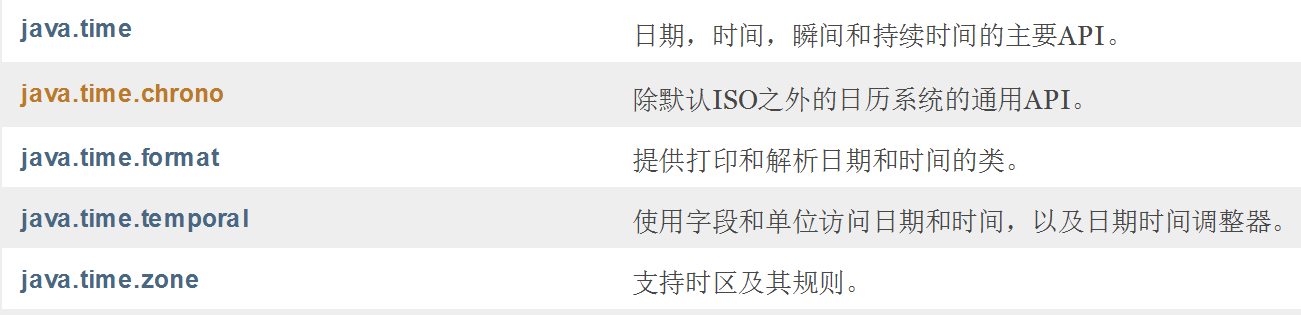 java.time 日期，时间，瞬间和持续时间的主要API。
java.time.chrono 除默认ISO之外的日历系统的通用API。
java.time.format 提供打印和解析日期和时间的类。
java.time.temporal 使用字段和单位访问日期和时间，以及日期时间调整器。
java.time.zone 支持时区及其规则。